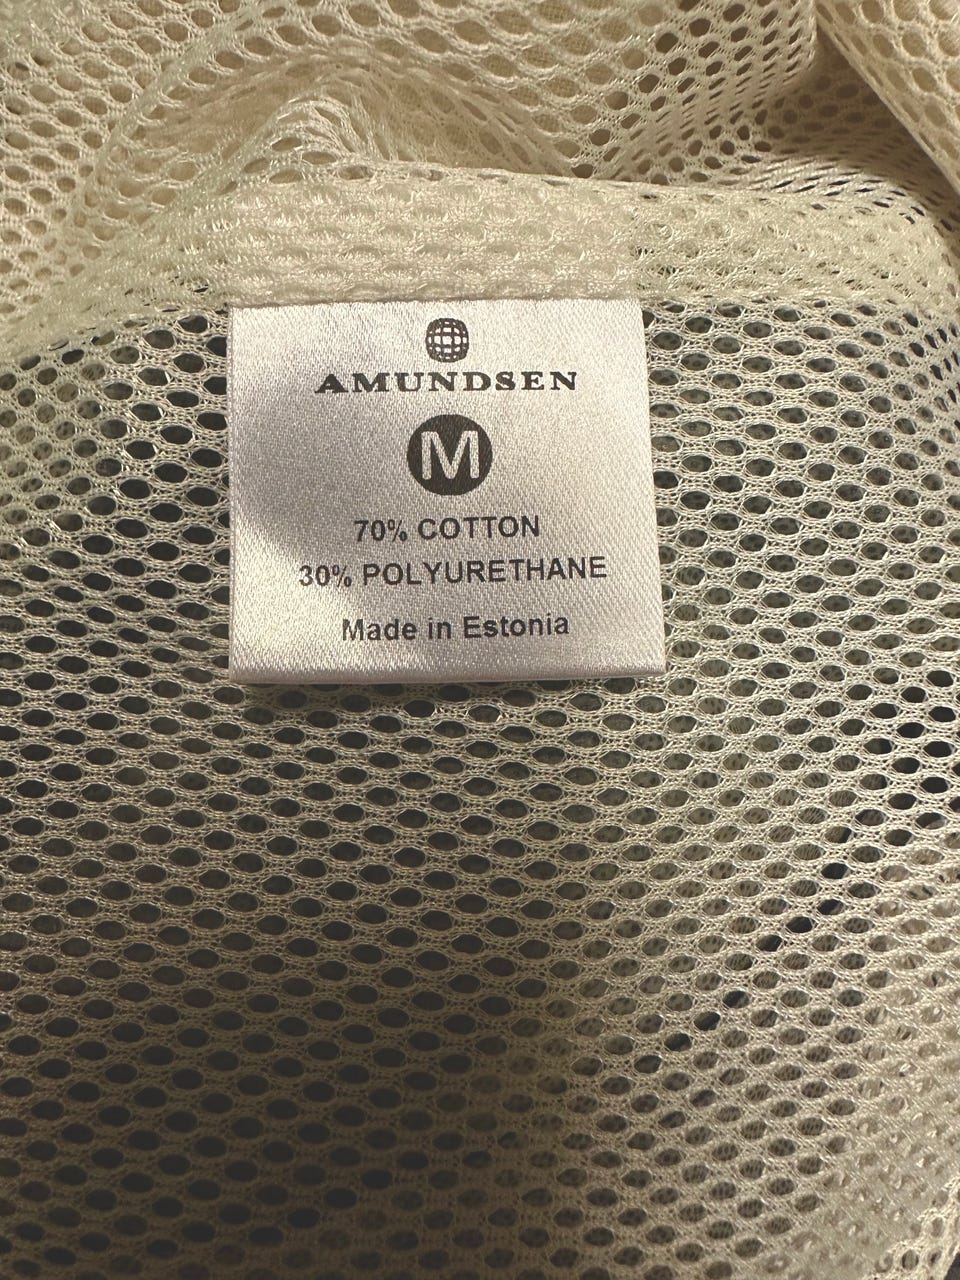 AMUNDSEN
M
70% COTTON
30% POLYURETHANE
Made in Estonia